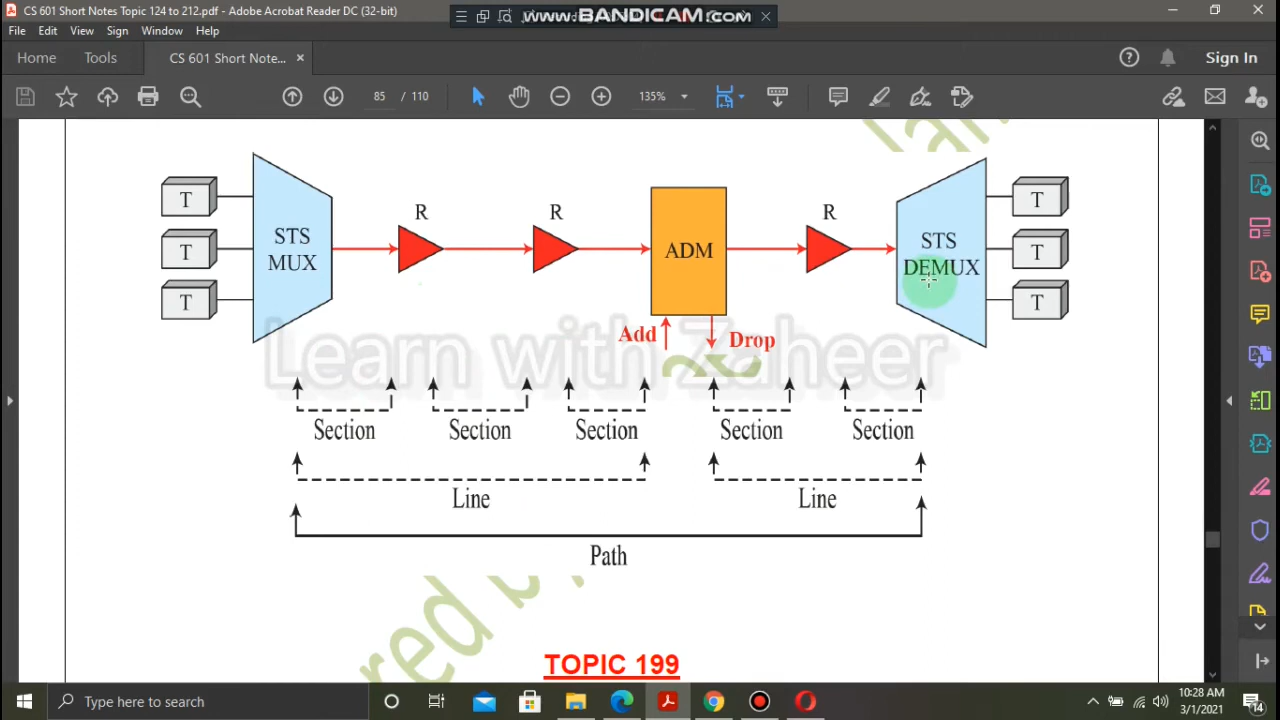 CS 601 Short Notes Topic 124 to 212.pdf - Adobe Acrobat Reader DC (32-bit)
www.BANDICAM.com
File Edit View Sign Window Help
Home Tools CS 601 Short Note... × Sign In
85 / 110 135%
T STS MUX R R ADM R STS DEMUX T
T T
T T
Add Drop
Learn with Zaheer
Section Section Section Section Section
Line Line
Path
TOPIC 199
Type here to search
10:28 AM
3/1/2021
14